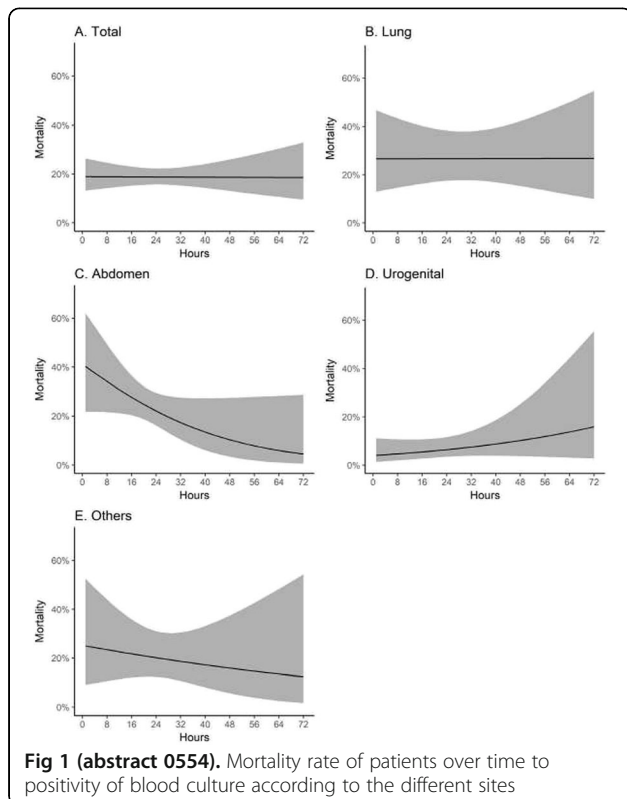 A. Total
Mortality
60%
40%
20%
0%
0 8 16 24 32 40 48 56 64 72
Hours
B. Lung
Mortality
60%
40%
20%
0%
0 8 16 24 32 40 48 56 64 72
Hours
C. Abdomen
Mortality
60%
40%
20%
0%
0 8 16 24 32 40 48 56 64 72
Hours
D. Urogenital
Mortality
60%
40%
20%
0%
0 8 16 24 32 40 48 56 64 72
Hours
E. Others
Mortality
60%
40%
20%
0%
0 8 16 24 32 40 48 56 64 72
Hours
Fig 1 (abstract 0554). Mortality rate of patients over time to
positivity of blood culture according to the different sites